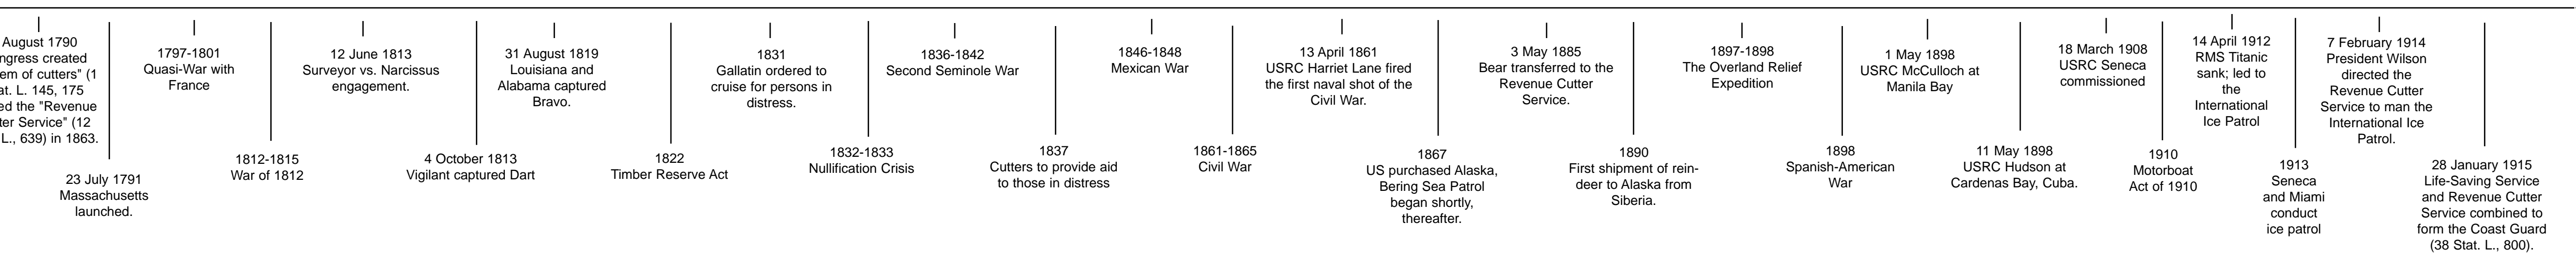 August 1790
ngress created
em of cutters" (1
at. L. 145, 175
ed the "Revenue
ter Service" (12
L., 639) in 1863.
23 July 1791
Massachusetts
launched.
1797-1801
Quasi-War with
France
1812-1815
War of 1812
12 June 1813
Surveyor vs. Narcissus
engagement.
4 October 1813
Vigilant captured Dart
31 August 1819
Louisiana and
Alabama captured
Bravo.
1822
Timber Reserve Act
1831
Gallatin ordered to
cruise for persons in
distress.
1832-1833
Nullification Crisis
1836-1842
Second Seminole War
1837
Cutters to provide aid
to those in distress
1846-1848
Mexican War
1861-1865
Civil War
13 April 1861
USRC Harriet Lane fired
the first naval shot of the
Civil War.
1867
US purchased Alaska,
Bering Sea Patrol
began shortly,
thereafter.
3 May 1885
Bear transferred to the
Revenue Cutter
Service.
1890
First shipment of rein-
deer to Alaska from
Siberia.
1897-1898
The Overland Relief
Expedition
1898
Spanish-American
War
1 May 1898
USRC McCulloch at
Manila Bay
11 May 1898
USRC Hudson at
Cardenas Bay, Cuba.
18 March 1908
USRC Seneca
commissioned
1910
Motorboat
Act of 1910
14 April 1912
RMS Titanic
sank; led to
the
International
Ice Patrol
1913
Seneca
and Miami
conduct
ice patrol
7 February 1914
President Wilson
directed the
Revenue Cutter
Service to man the
International Ice
Patrol.
28 January 1915
Life-Saving Service
and Revenue Cutter
Service combined to
form the Coast Guard
(38 Stat. L., 800).